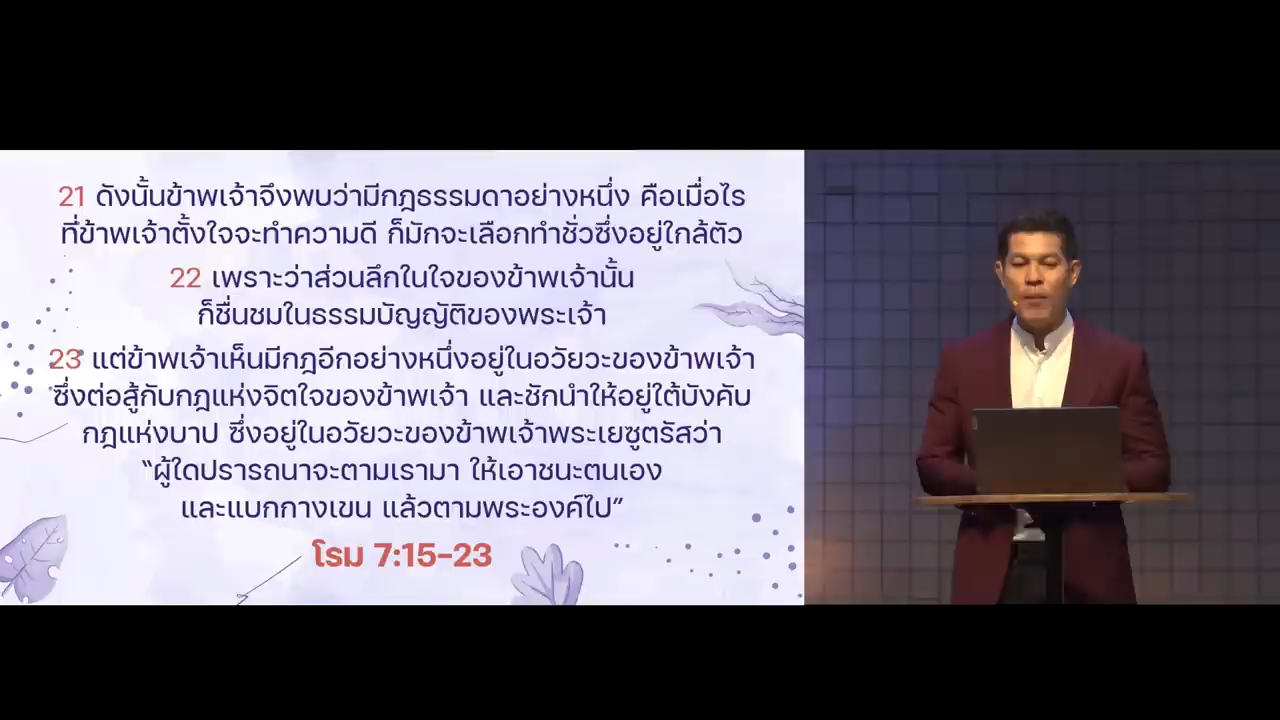 21 ดังนั้นข้าพเจ้าจึงพบว่ามีกฎธรรมดาอย่างหนึ่ง คือเมื่อไร
ที่ข้าพเจ้าตั้งใจจะทำความดี ก็มักจะเลือกทำชั่วซึ่งอยู่ใกล้ตัว
22 เพราะว่าส่วนลึกในใจของข้าพเจ้านั้น
ก็ชื่นชมในธรรมบัญญัติของพระเจ้า
23 แต่ข้าพเจ้าเห็นมีกฎอีกอย่างหนึ่งอยู่ในอวัยวะของข้าพเจ้า
ซึ่งต่อสู้กับกฎแห่งจิตใจของข้าพเจ้า และชักนำให้อยู่ใต้บังคับ
กฎแห่งบาป ซึ่งอยู่ในอวัยวะของข้าพเจ้าพระเยซูตรัสว่า
“ผู้ใดปรารถนาจะตามเรามา ให้เอาชนะตนเอง
และแบกกางเขน แล้วตามพระองค์ไป”
โรม 7:15-23